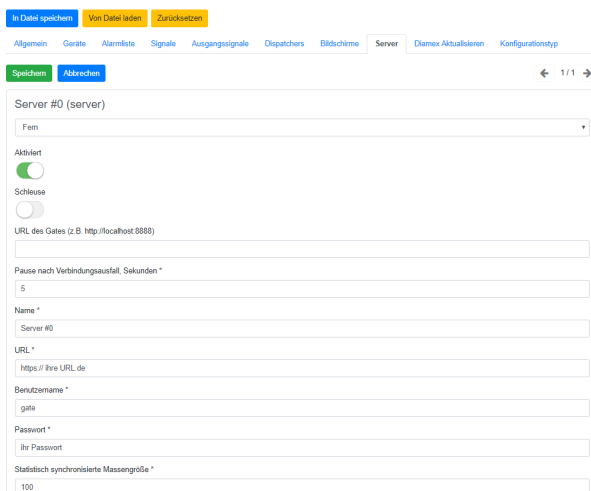 In Datei speichern Von Datei laden Zurücksetzen
Allgemein Geräte Alarmliste Signale Ausgangssignale Dispatchers Bildschirme Server Diamex Aktualisieren Konfigurationstyp
Speichern Abbrechen 1 / 1
Server #0 (server)
Fern
Aktiviert
Schleuse
URL des Gates (z.B. http://localhost:8888)
Pause nach Verbindungsausfall, Sekunden *
5
Name *
Server #0
URL *
https:// ihre URL.de
Benutzername *
gate
Passwort *
ihr Passwort
Statistisch synchronisierte Massengröße *
100